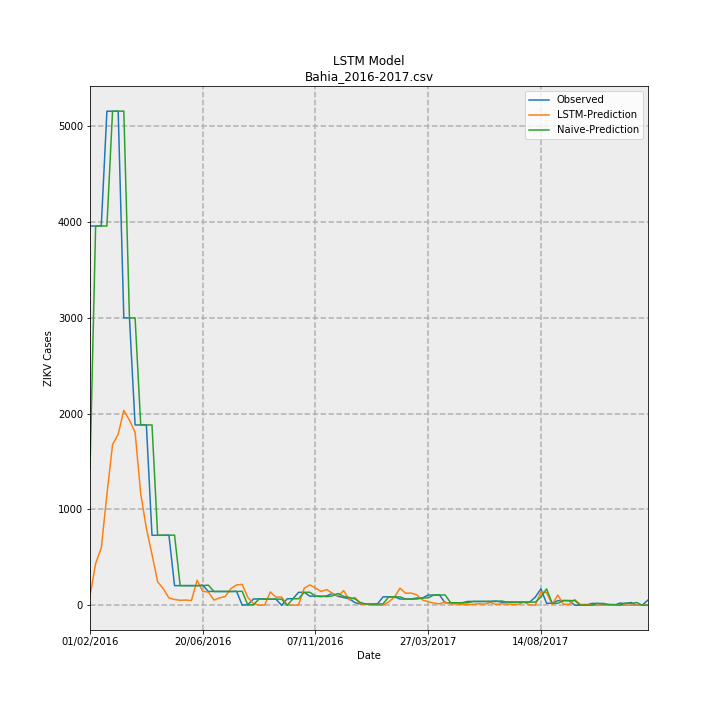 LSTM Model
Bahia_2016-2017.csv
Observed
LSTM-Prediction
Naive-Prediction
5000
4000
3000
2000
1000
0
ZIKV Cases
01/02/2016
20/06/2016
07/11/2016
27/03/2017
14/08/2017
Date